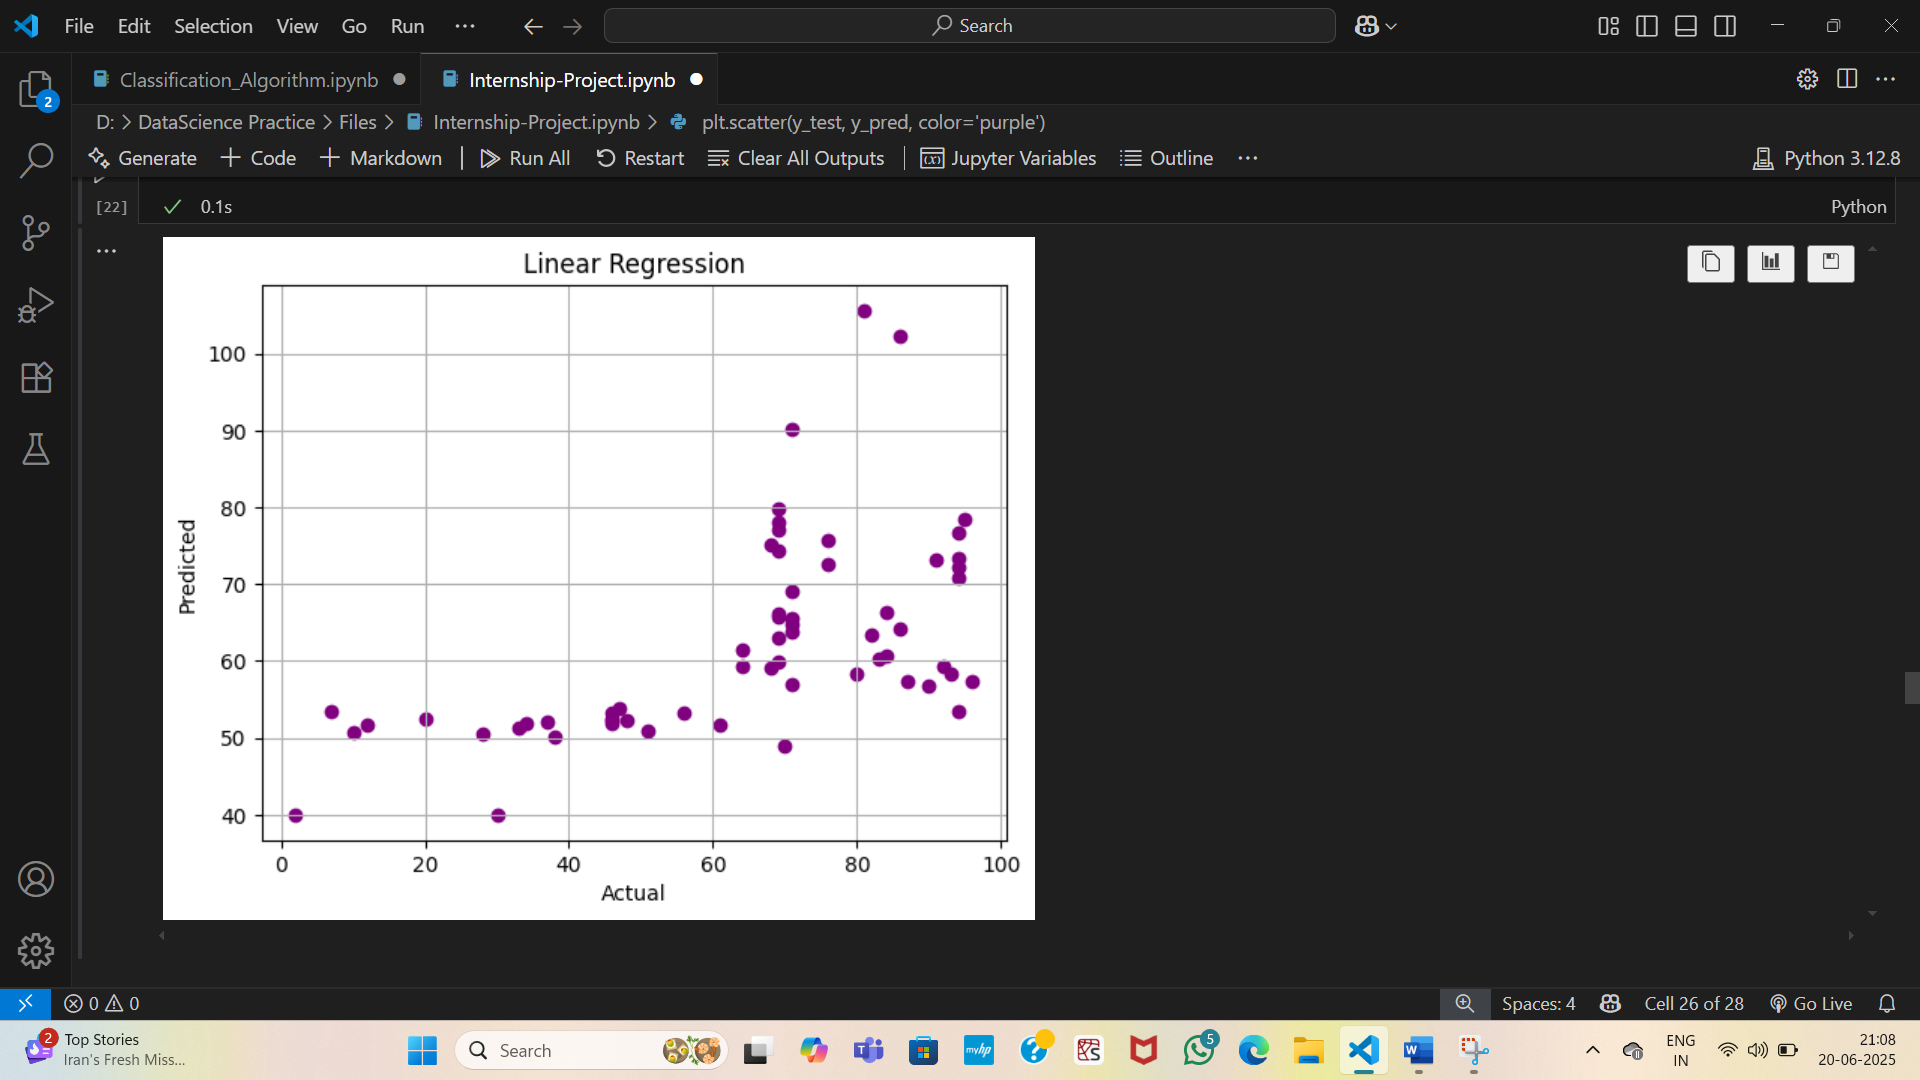 File Edit Selection View Go Run ··· Search
Classification_Algorithm.ipynb Internship-Project.ipynb
2
D: > DataScience Practice > Files > Internship-Project.ipynb > plt.scatter(y_test, y_pred, color='purple')
Generate + Code + Markdown | Run All Restart Clear All Outputs | Jupyter Variables Outline ··· Python 3.12.8
[22] 0.1s Python
Linear Regression
100
90
80
70
60
50
40
Predicted
0 20 40 60 80 100
Actual
0 0 Spaces: 4 Cell 26 of 28 Go Live
2 Top Stories
Iran's Fresh Miss...
Search
myhp
5
ENG
IN
21:08
20-06-2025